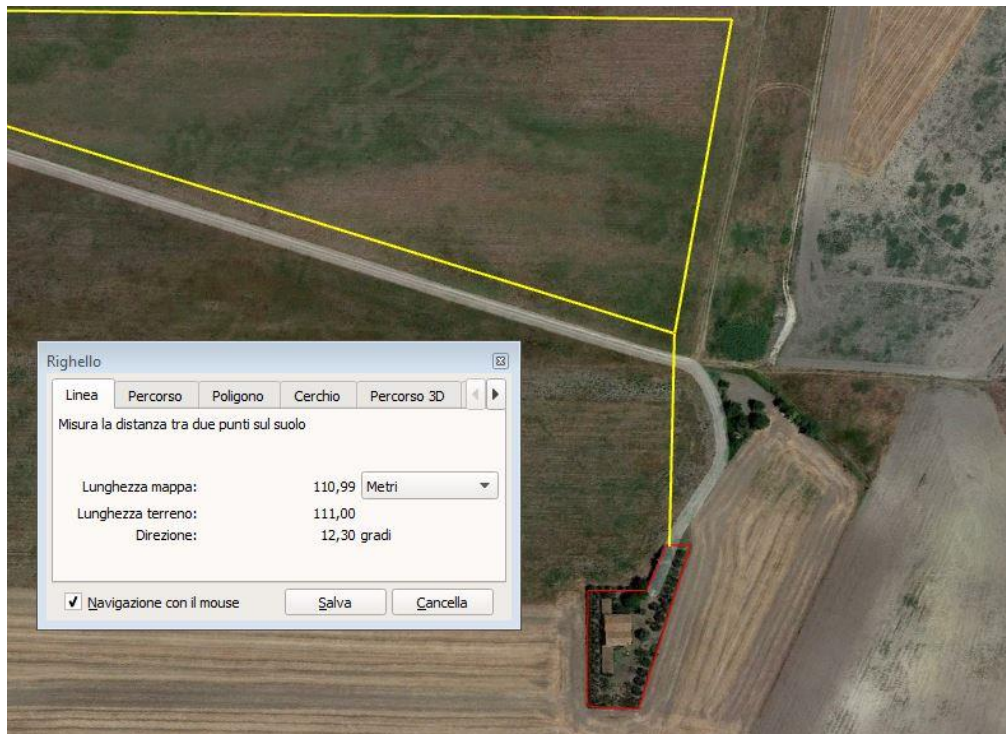 Righello
Linea Percorso Poligono Cerchio Percorso 3D
Misura la distanza tra due punti sul suolo
Lunghezza mappa: 110,99 Metri
Lunghezza terreno: 111,00
Direzione: 12,30 gradi
Navigazione con il mouse Salva Cancella